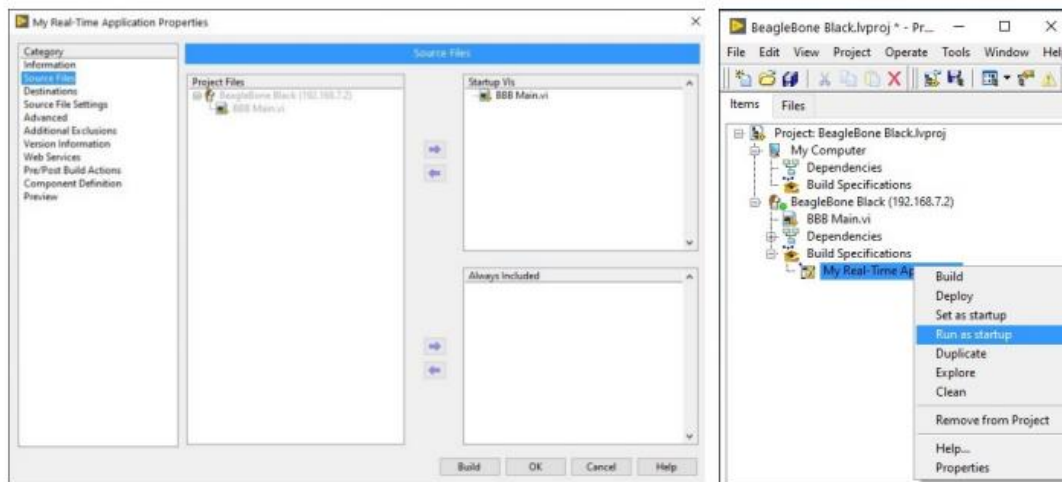 My Real-Time Application Properties
Category
Information
Source Files
Destinations
Source File Settings
Advanced
Additional Exclusions
Version Information
Web Services
Pre/Post Build Actions
Component Definition
Preview
Source Files
Project Files
BeagleBone Black (192.168.7.2)
BBB Main.vi
Startup VIs
BBB Main.vi
Always Included
Build
OK
Cancel
Help
BeagleBone Black.lvproj * - Pr...
File Edit View Project Operate Tools Window Help
Items Files
Project: BeagleBone Black.lvproj
My Computer
Dependencies
Build Specifications
BeagleBone Black (192.168.7.2)
BBB Main.vi
Dependencies
Build Specifications
My Real-Time Ap
Build
Deploy
Set as startup
Run as startup
Duplicate
Explore
Clean
Remove from Project
Help...
Properties